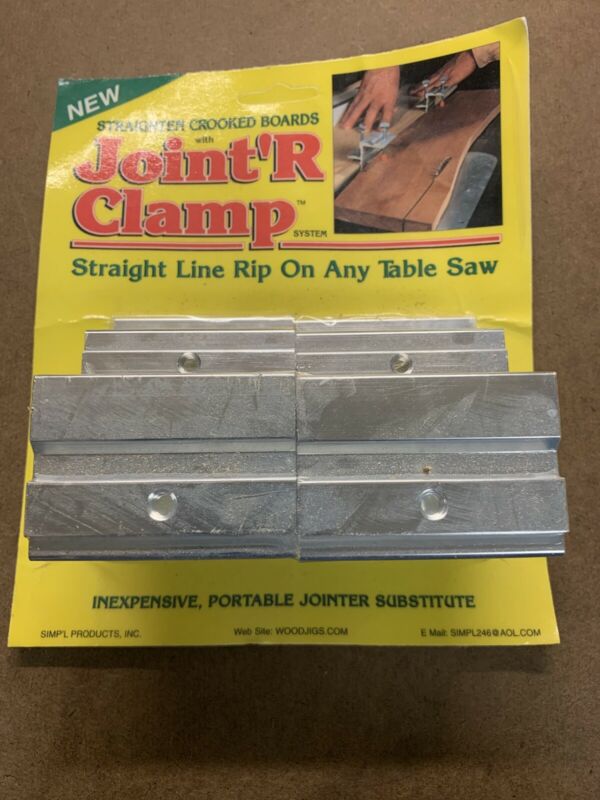 NEW
STRAIGHTEN CROOKED BOARDS
with
Joint'R
Clamp™
SYSTEM
Straight Line Rip On Any Table Saw
INEXPENSIVE, PORTABLE JOINTER SUBSTITUTE
SIMP'L PRODUCTS, INC. Web Site: WOODJIGS.COM E Mail: SIMPL246@AOL.COM